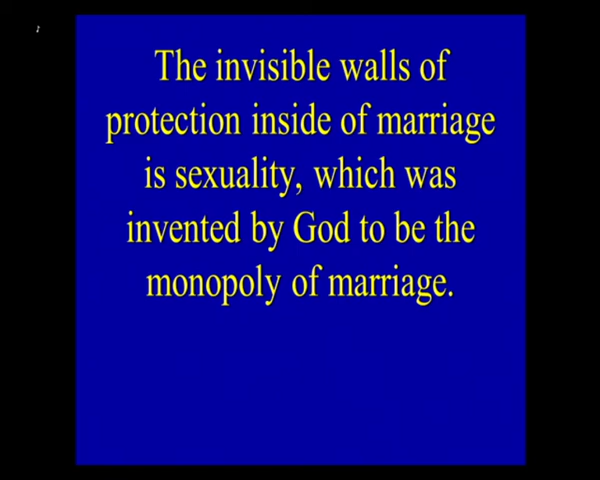 The invisible walls of
protection inside of marriage
is sexuality, which was
invented by God to be the
monopoly of marriage.